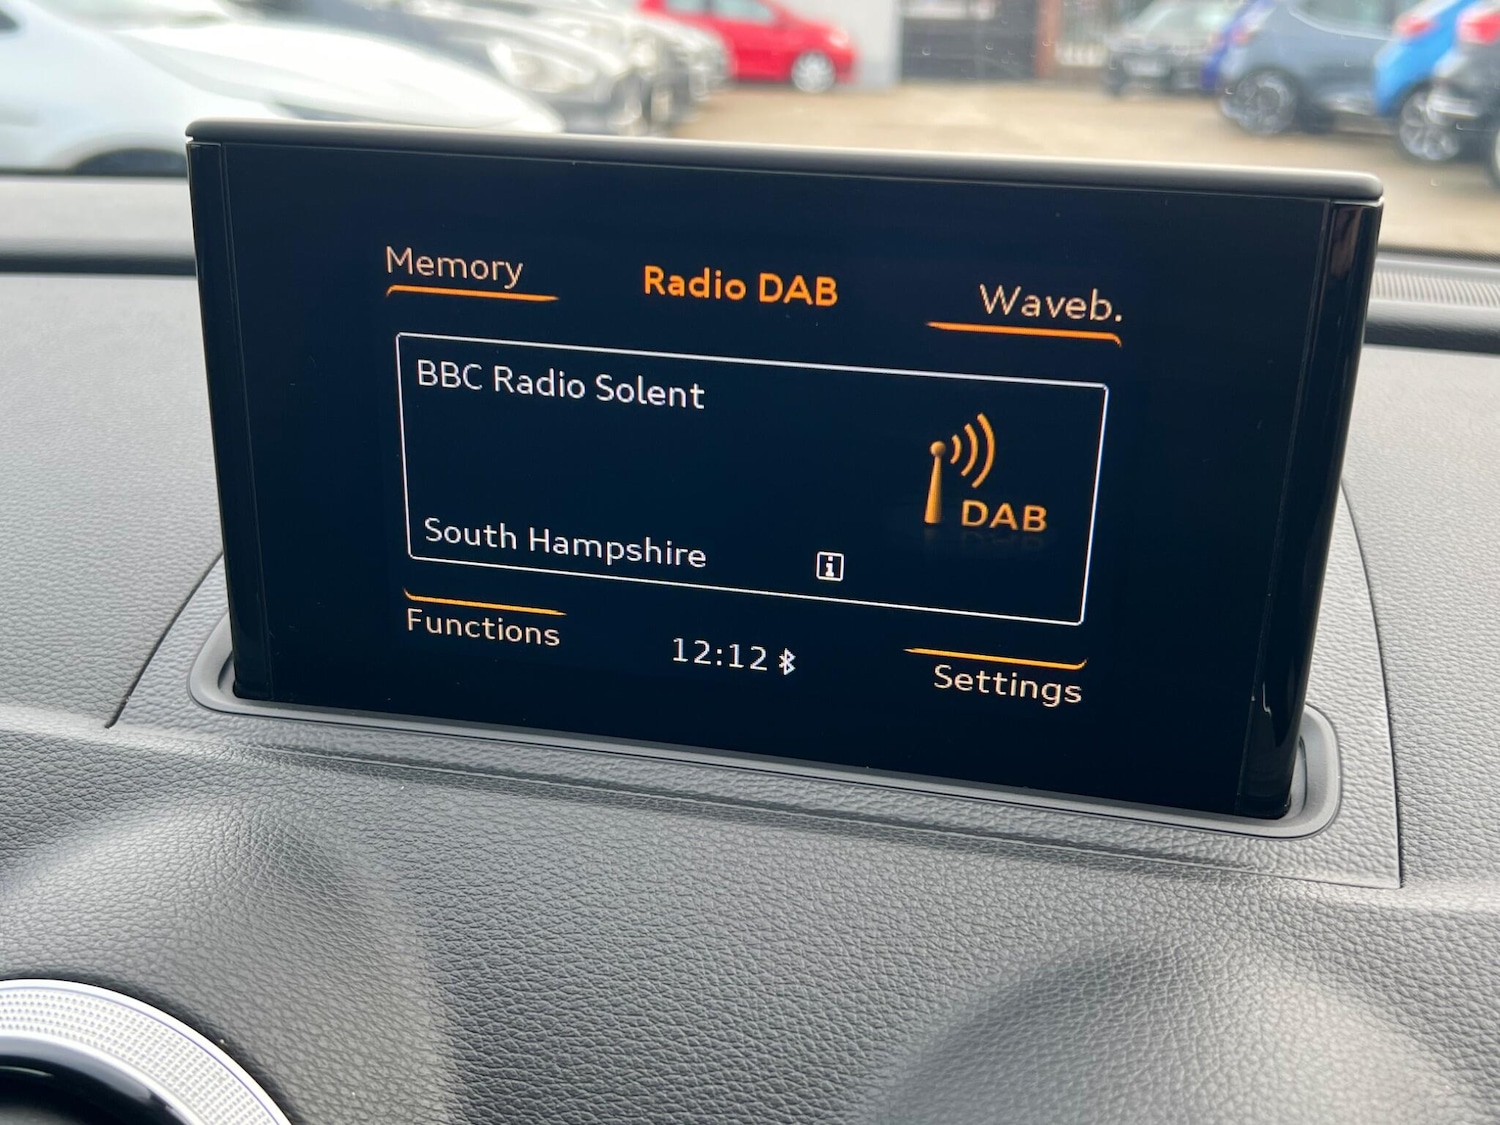 Memory
Radio DAB
Waveb.
BBC Radio Solent
DAB
South Hampshire
i
Functions
12:12
Settings